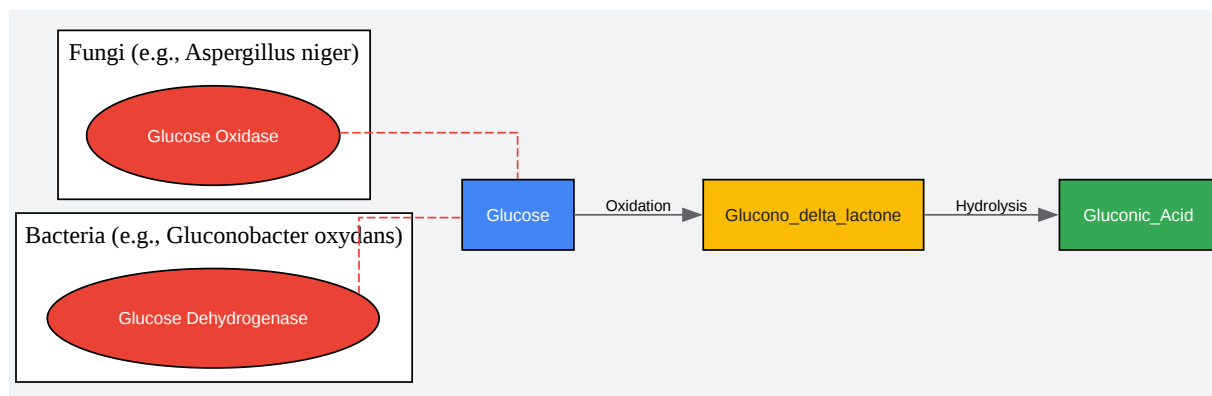 Fungi (e.g., Aspergillus niger)
Glucose Oxidase
Bacteria (e.g., Gluconobacter oxydans)
Glucose Dehydrogenase
Glucose
Oxidation
Glucono_delta_lactone
Hydrolysis
Gluconic_Acid